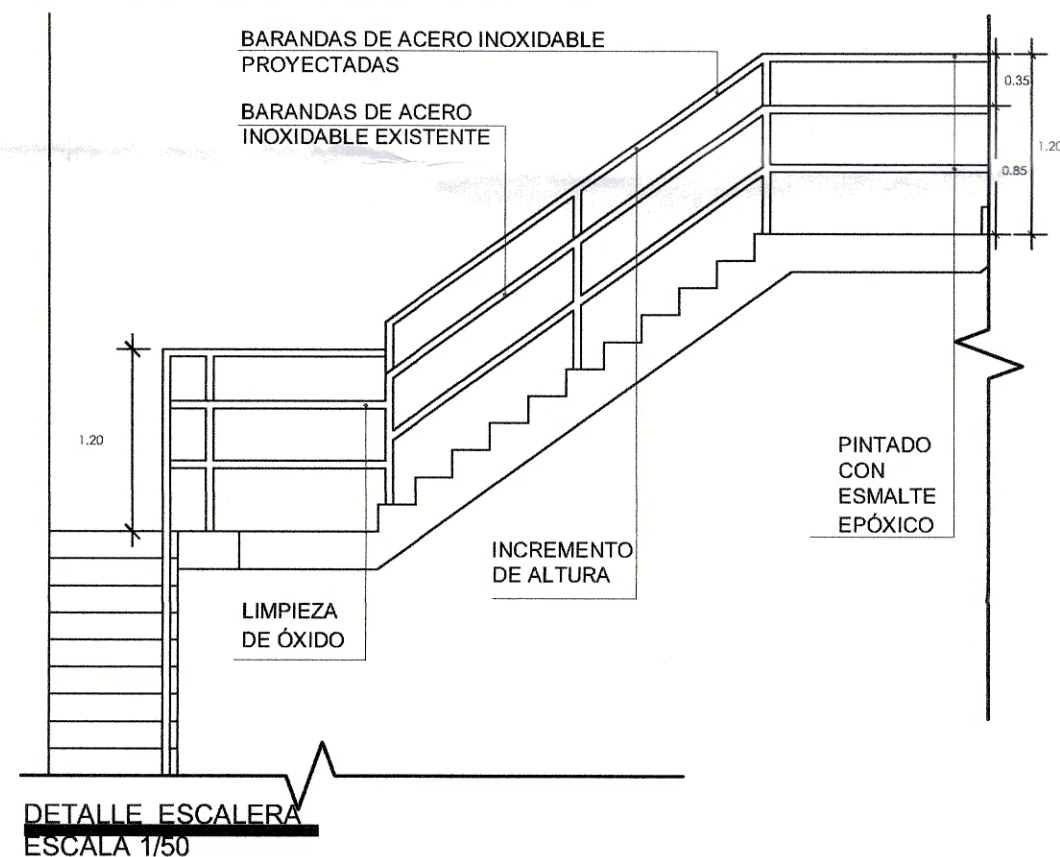 BARANDAS DE ACERO INOXIDABLE
PROYECTADAS
BARANDAS DE ACERO
INOXIDABLE EXISTENTE
0.35
1.20
0.85
1.20
PINTADO
CON
ESMALTE
EPÓXICO
INCREMENTO
DE ALTURA
LIMPIEZA
DE ÓXIDO
DETALLE ESCALERA
ESCALA 1/50